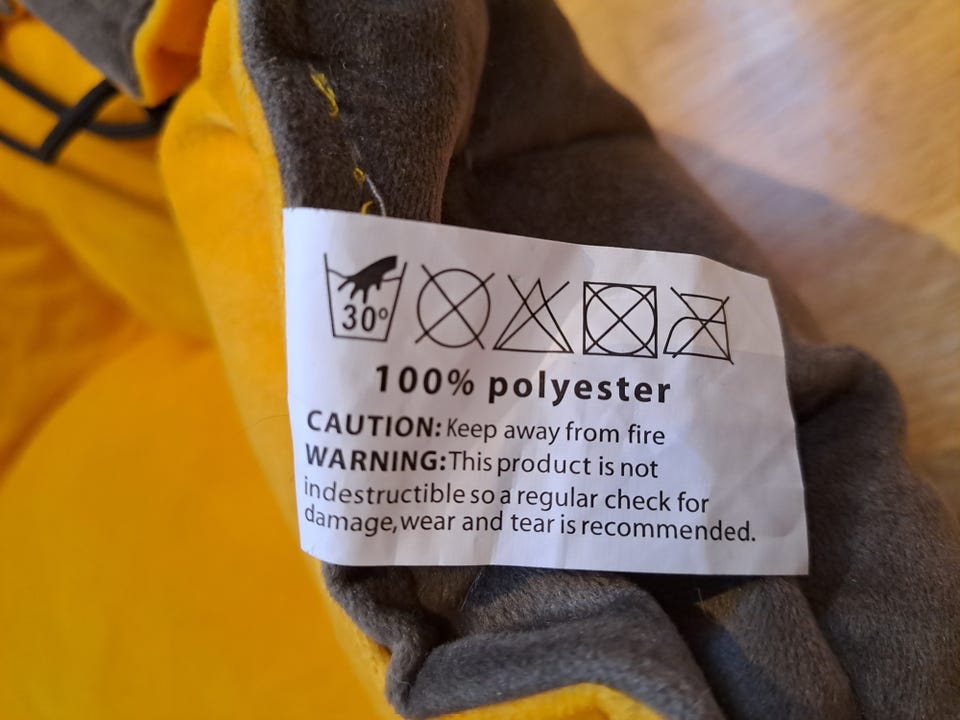 30°
100% polyester
CAUTION: Keep away from fire
WARNING: This product is not
indestructible so a regular check for
damage, wear and tear is recommended.